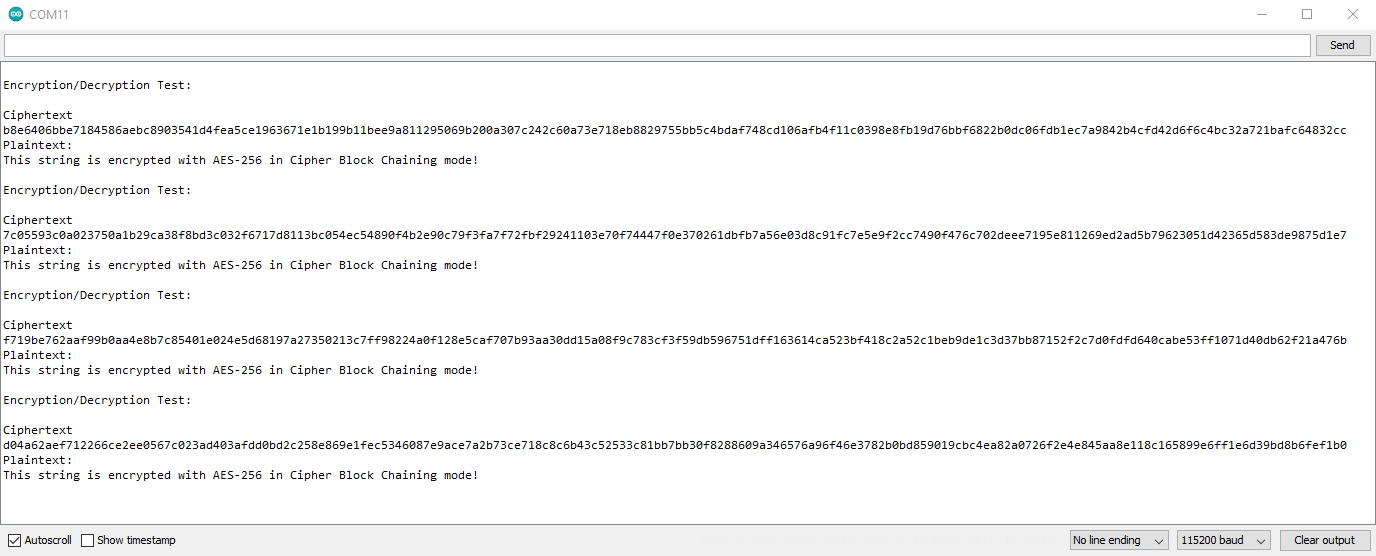 COM11
Send
Encryption/Decryption Test:
Ciphertext
b8e6406bbe7184586aebc8903541d4fea5ce1963671e1b199b11bee9a811295069b200a307c242c60a73e718eb8829755bb5c4bdaf748cd106afb4f11c0398e8fb19d76bbf6822b0dc06fdb1ec7a9842b4cfd42d6f6c4bc32a721bafc64832cc
Plaintext:
This string is encrypted with AES-256 in Cipher Block Chaining mode!
Encryption/Decryption Test:
Ciphertext
7c05593c0a023750a1b29ca38f8bd3c032f6717d8113bc054ec54890f4b2e90c79f3fa7f72fbf29241103e70f74447f0e370261dbfb7a56e03d8c91fc7e5e9f2cc7490f476c702deee7195e811269ed2ad5b79623051d42365d583de9875d1e7
Plaintext:
This string is encrypted with AES-256 in Cipher Block Chaining mode!
Encryption/Decryption Test:
Ciphertext
f719be762aaf99b0aa4e8b7c85401e024e5d68197a27350213c7ff98224a0f128e5caf707b93aa30dd15a08f9c783cf3f59db596751dff163614ca523bf418c2a52c1beb9de1c3d37bb87152f2c7d0fdfd640cabe53ff1071d40db62f21a476b
Plaintext:
This string is encrypted with AES-256 in Cipher Block Chaining mode!
Encryption/Decryption Test:
Ciphertext
d04a62aef712266ce2ee0567c023ad403afdd0bd2c258e869e1fec5346087e9ace7a2b73ce718c8c6b43c52533c81bb7bb30f8288609a346576a96f46e3782b0bd859019cbc4ea82a0726f2e4e845aa8e118c165899e6ff1e6d39bd8b6fef1b0
Plaintext:
This string is encrypted with AES-256 in Cipher Block Chaining mode!
Autoscroll Show timestamp No line ending 115200 baud Clear output